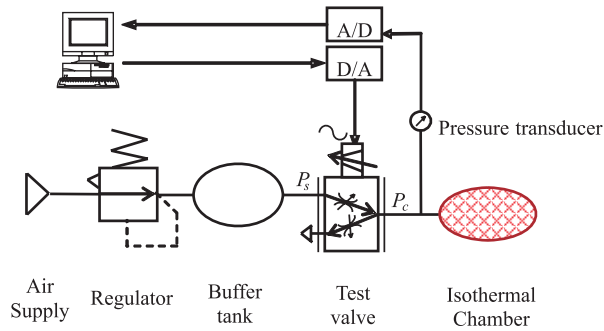 A/D
D/A
Pressure transducer
Ps
Pc
Air
Supply
Regulator
Buffer
tank
Test
valve
Isothermal
Chamber